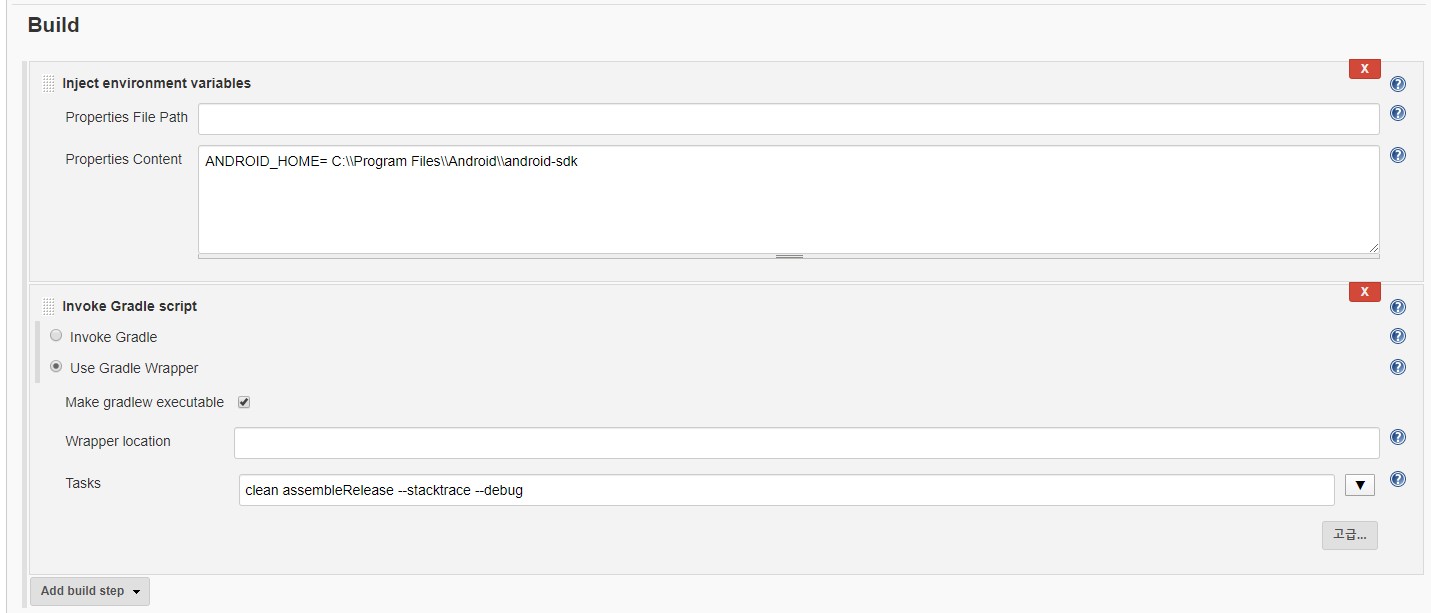 Build
X
Inject environment variables
?
Properties File Path
?
Properties Content
ANDROID_HOME= C:\\Program Files\\Android\\android-sdk
?
X
Invoke Gradle script
?
Invoke Gradle
?
Use Gradle Wrapper
?
Make gradlew executable
Wrapper location
?
Tasks
clean assembleRelease --stacktrace --debug
?
고급...
Add build step